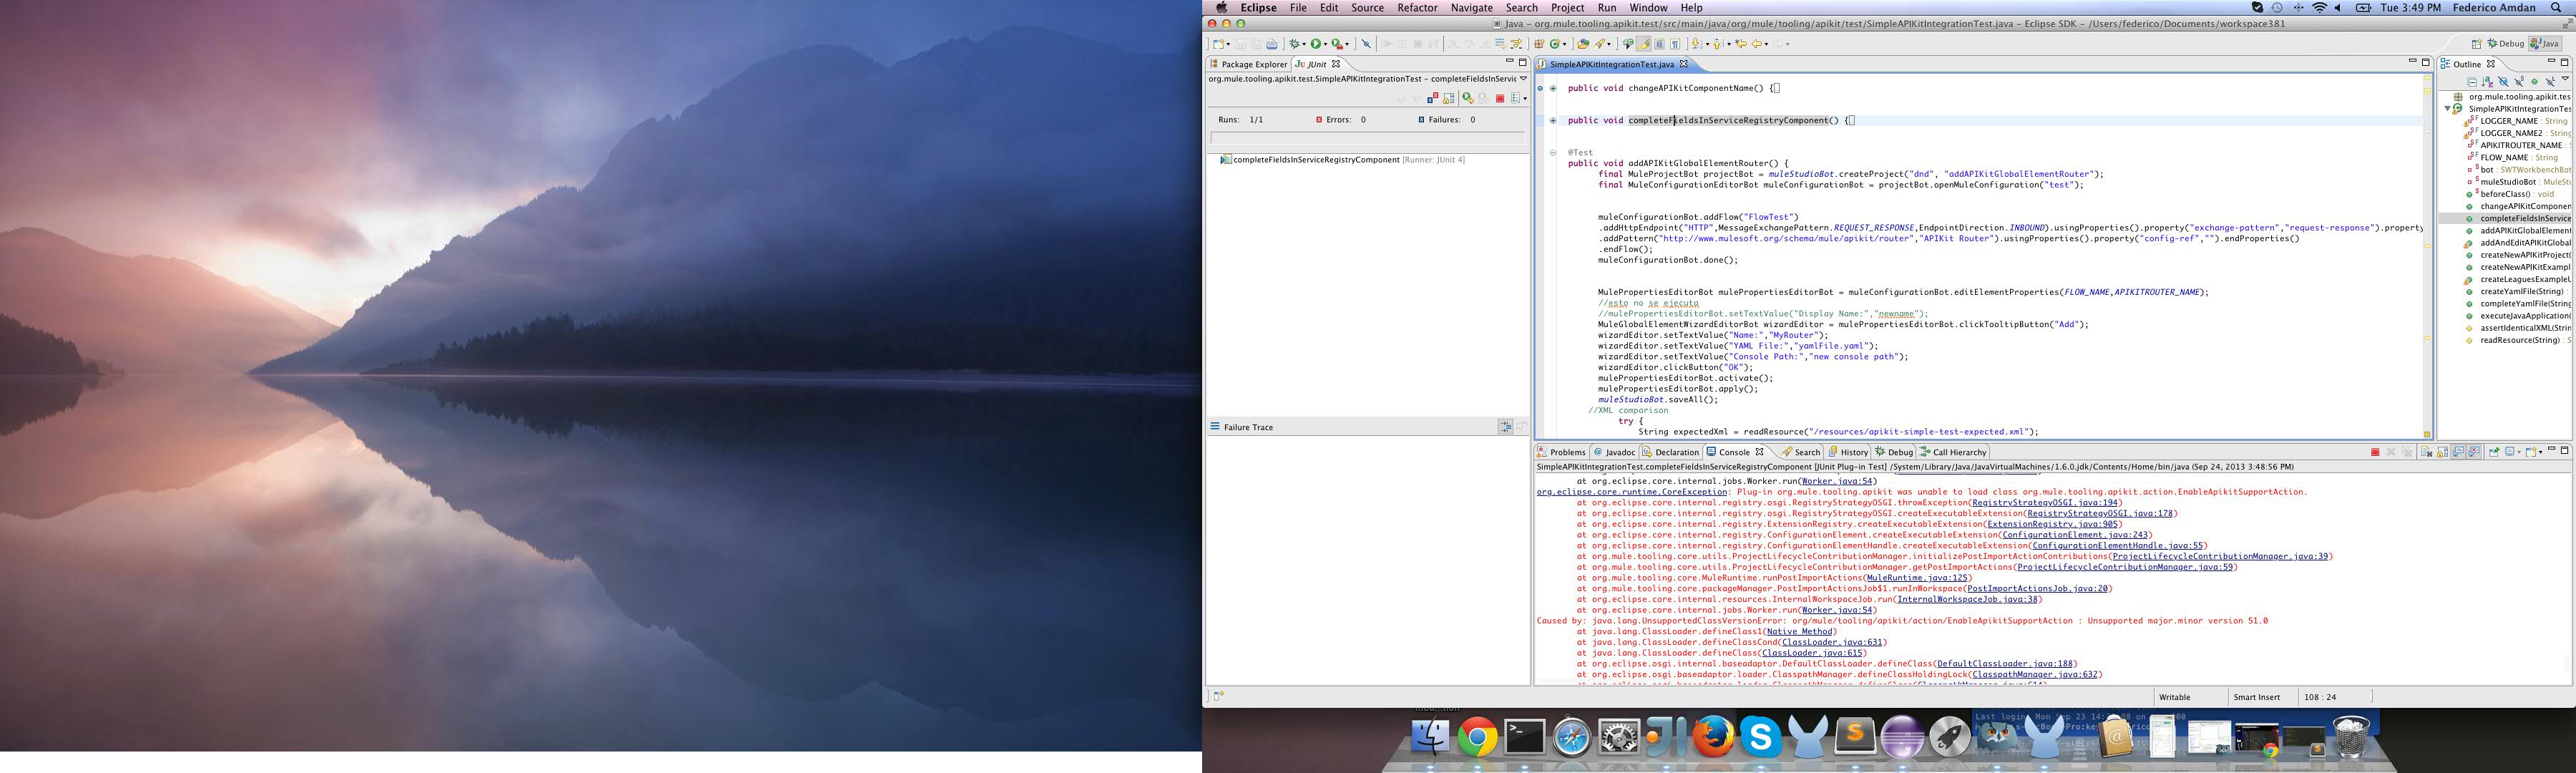 Eclipse File Edit Source Refactor Navigate Search Project Run Window Help Tue 3:49 PM Federico Amdan
Java - org.mule.tooling.apikit.test/src/main/java/org/mule/tooling/apikit/test/SimpleAPIKitIntegrationTest.java - Eclipse SDK - /Users/federico/Documents/workspace381
Debug Java
Package Explorer JUnit
org.mule.tooling.apikit.test.SimpleAPIKitIntegrationTest - completeFieldsInServic
Runs: 1/1 Errors: 0 Failures: 0
completeFieldsInServiceRegistryComponent [Runner: JUnit 4]
Failure Trace
SimpleAPIKitIntegrationTest.java
public void changeAPIKitComponentName() {
public void completeFieldsInServiceRegistryComponent() {
@Test
public void addAPIKitGlobalElementRouter() {
final MuleProjectBot projectBot = muleStudioBot.createProject("dnd", "addAPIKitGlobalElementRouter");
final MuleConfigurationEditorBot muleConfigurationBot = projectBot.openMuleConfiguration("test");
muleConfigurationBot.addFlow("FlowTest")
.addHttpEndpoint("HTTP",MessageExchangePattern.REQUEST_RESPONSE,EndpointDirection.INBOUND).usingProperties().property("exchange-pattern","request-response").property
.addPattern("http://www.mulesoft.org/schema/mule/apikit/router","APIKit Router").usingProperties().property("config-ref","").endProperties()
.endFlow();
muleConfigurationBot.done();
MulePropertiesEditorBot mulePropertiesEditorBot = muleConfigurationBot.editElementProperties(FLOW_NAME,APIKITROUTER_NAME);
//esto no se ejecuta
//mulePropertiesEditorBot.setTextValue("Display Name:","newname");
MuleGlobalElementWizardEditorBot wizardEditor = mulePropertiesEditorBot.clickTooltipButton("Add");
wizardEditor.setTextValue("Name:","MyRouter");
wizardEditor.setTextValue("YAML File:","yamlFile.yaml");
wizardEditor.setTextValue("Console Path:","new console path");
wizardEditor.clickButton("OK");
mulePropertiesEditorBot.activate();
mulePropertiesEditorBot.apply();
muleStudioBot.saveAll();
//XML comparison
try {
String expectedXml = readResource("/resources/apikit-simple-test-expected.xml");
Outline
org.mule.tooling.apikit.tes
SimpleAPIKitIntegrationTes
LOGGER_NAME : String
LOGGER_NAME2 : String
APIKITROUTER_NAME :
FLOW_NAME : String
bot : SWTWorkbenchBot
muleStudioBot : MuleStu
beforeClass() : void
changeAPIKitComponen
completeFieldsInService
addAPIKitGlobalElement
addAndEditAPIKitGlobal
createNewAPIKitProject(
createNewAPIKitExampl
createLeaguesExampleU
createYamlFile(String) :
completeYamlFile(String
executeJavaApplication(
assertIdenticalXML(Strin
readResource(String) : S
Problems Javadoc Declaration Console Search History Debug Call Hierarchy
SimpleAPIKitIntegrationTest.completeFieldsInServiceRegistryComponent [JUnit Plug-in Test] /System/Library/Java/JavaVirtualMachines/1.6.0.jdk/Contents/Home/bin/java (Sep 24, 2013 3:48:56 PM)
at org.eclipse.core.internal.jobs.Worker.run(Worker.java:54)
org.eclipse.core.runtime.CoreException: Plug-in org.mule.tooling.apikit was unable to load class org.mule.tooling.apikit.action.EnableApikitSupportAction.
at org.eclipse.core.internal.registry.osgi.RegistryStrategyOSGI.throwException(RegistryStrategyOSGI.java:194)
at org.eclipse.core.internal.registry.osgi.RegistryStrategyOSGI.createExecutableExtension(RegistryStrategyOSGI.java:178)
at org.eclipse.core.internal.registry.ExtensionRegistry.createExecutableExtension(ExtensionRegistry.java:905)
at org.eclipse.core.internal.registry.ConfigurationElement.createExecutableExtension(ConfigurationElement.java:243)
at org.eclipse.core.internal.registry.ConfigurationElementHandle.createExecutableExtension(ConfigurationElementHandle.java:55)
at org.mule.tooling.core.utils.ProjectLifecycleContributionManager.initializePostImportActionContributions(ProjectLifecycleContributionManager.java:39)
at org.mule.tooling.core.utils.ProjectLifecycleContributionManager.getPostImportActions(ProjectLifecycleContributionManager.java:59)
at org.mule.tooling.core.MuleRuntime.runPostImportActions(MuleRuntime.java:125)
at org.mule.tooling.core.packageManager.PostImportActionsJob$1.runInWorkspace(PostImportActionsJob.java:20)
at org.eclipse.core.internal.resources.InternalWorkspaceJob.run(InternalWorkspaceJob.java:38)
at org.eclipse.core.internal.jobs.Worker.run(Worker.java:54)
Caused by: java.lang.UnsupportedClassVersionError: org/mule/tooling/apikit/action/EnableApikitSupportAction : Unsupported major.minor version 51.0
at java.lang.ClassLoader.defineClass1(Native Method)
at java.lang.ClassLoader.defineClassCond(ClassLoader.java:631)
at java.lang.ClassLoader.defineClass(ClassLoader.java:615)
at org.eclipse.osgi.internal.baseadaptor.DefaultClassLoader.defineClass(DefaultClassLoader.java:188)
at org.eclipse.osgi.baseadaptor.loader.ClasspathManager.defineClassHoldingLock(ClasspathManager.java:632)
Writable Smart Insert 108 : 24
Last login: Mon Sep 23 14: